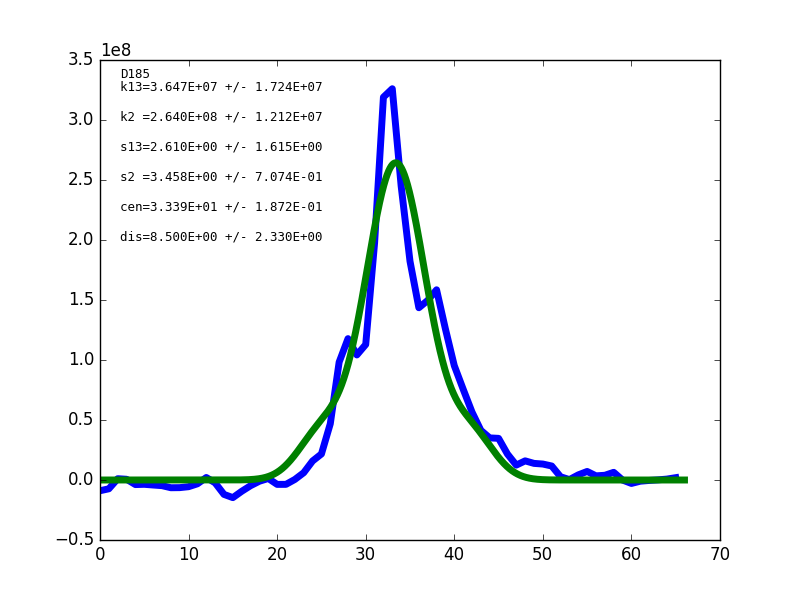 1e8
D185
k13=3.647E+07 +/- 1.724E+07
k2 =2.640E+08 +/- 1.212E+07
s13=2.610E+00 +/- 1.615E+00
s2 =3.458E+00 +/- 7.074E-01
cen=3.339E+01 +/- 1.872E-01
dis=8.500E+00 +/- 2.330E+00
3.5
3.0
2.5
2.0
1.5
1.0
0.5
0.0
−0.5
0 10 20 30 40 50 60 70